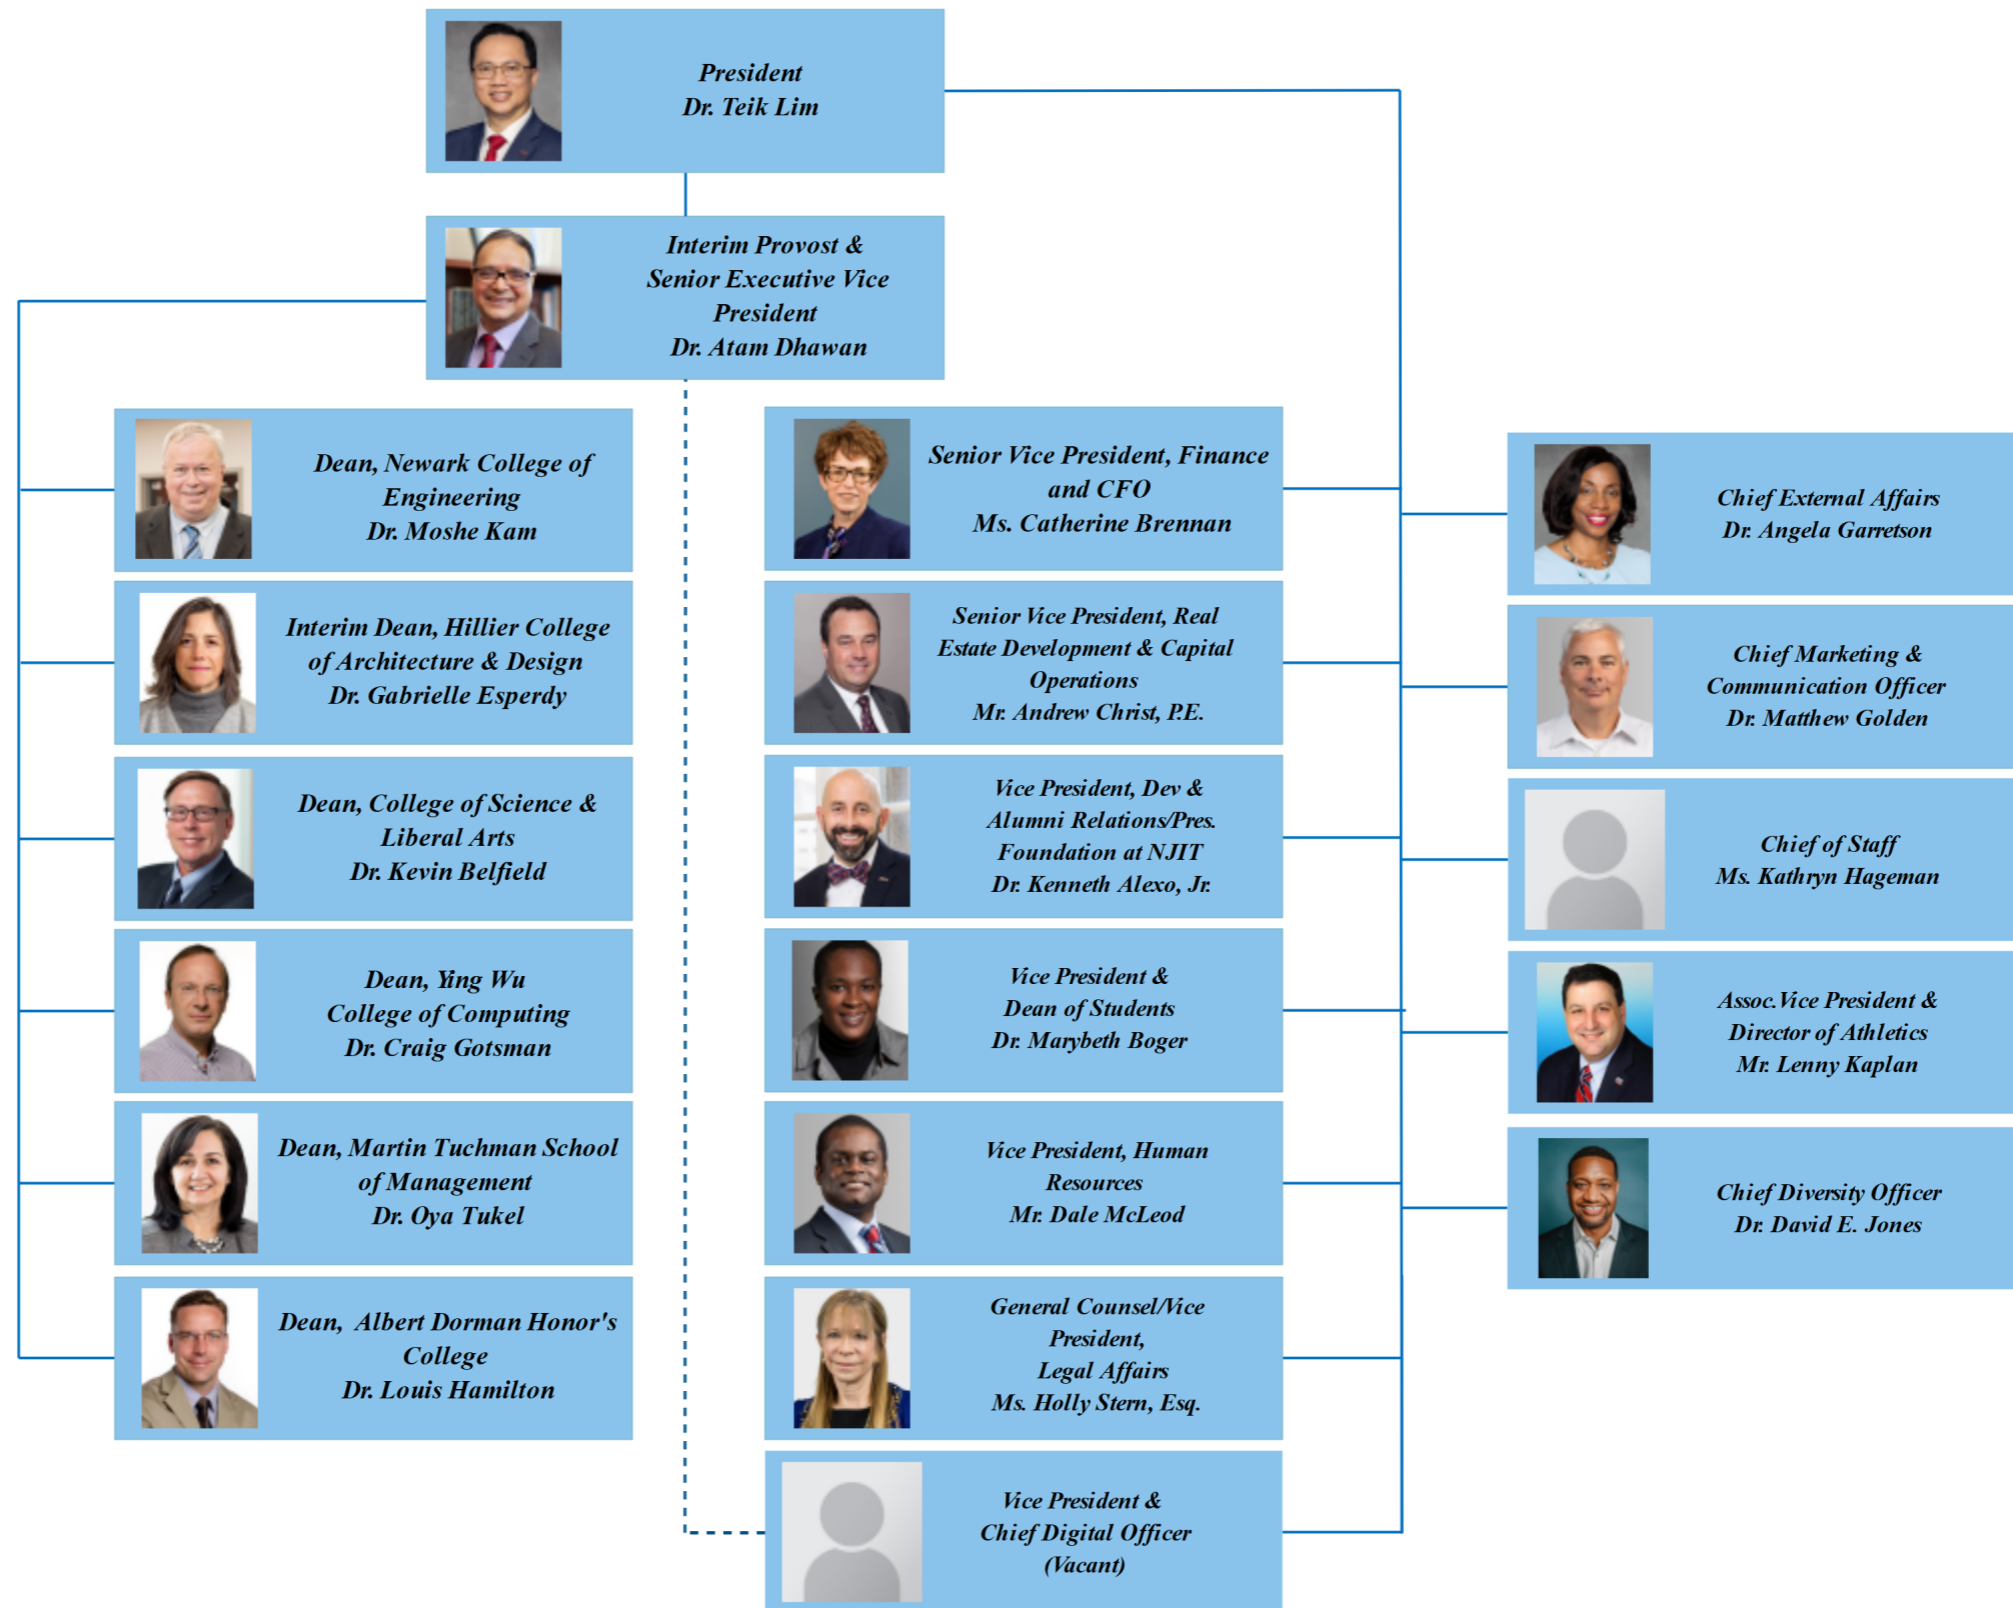 President
Dr. Teik Lim
Interim Provost &
Senior Executive Vice
President
Dr. Atam Dhawan
Dean, Newark College of
Engineering
Dr. Moshe Kam
Interim Dean, Hillier College
of Architecture & Design
Dr. Gabrielle Esperdy
Dean, College of Science &
Liberal Arts
Dr. Kevin Belfield
Dean, Ying Wu
College of Computing
Dr. Craig Gotsman
Dean, Martin Tuchman School
of Management
Dr. Oya Tukel
Dean, Albert Dorman Honor's
College
Dr. Louis Hamilton
Senior Vice President, Finance
and CFO
Ms. Catherine Brennan
Senior Vice President, Real
Estate Development & Capital
Operations
Mr. Andrew Christ, P.E.
Vice President, Dev &
Alumni Relations/Pres.
Foundation at NJIT
Dr. Kenneth Alexo, Jr.
Vice President &
Dean of Students
Dr. Marybeth Boger
Vice President, Human
Resources
Mr. Dale McLeod
General Counsel/Vice
President,
Legal Affairs
Ms. Holly Stern, Esq.
Vice President &
Chief Digital Officer
(Vacant)
Chief External Affairs
Dr. Angela Garretson
Chief Marketing &
Communication Officer
Dr. Matthew Golden
Chief of Staff
Ms. Kathryn Hageman
Assoc.Vice President &
Director of Athletics
Mr. Lenny Kaplan
Chief Diversity Officer
Dr. David E. Jones